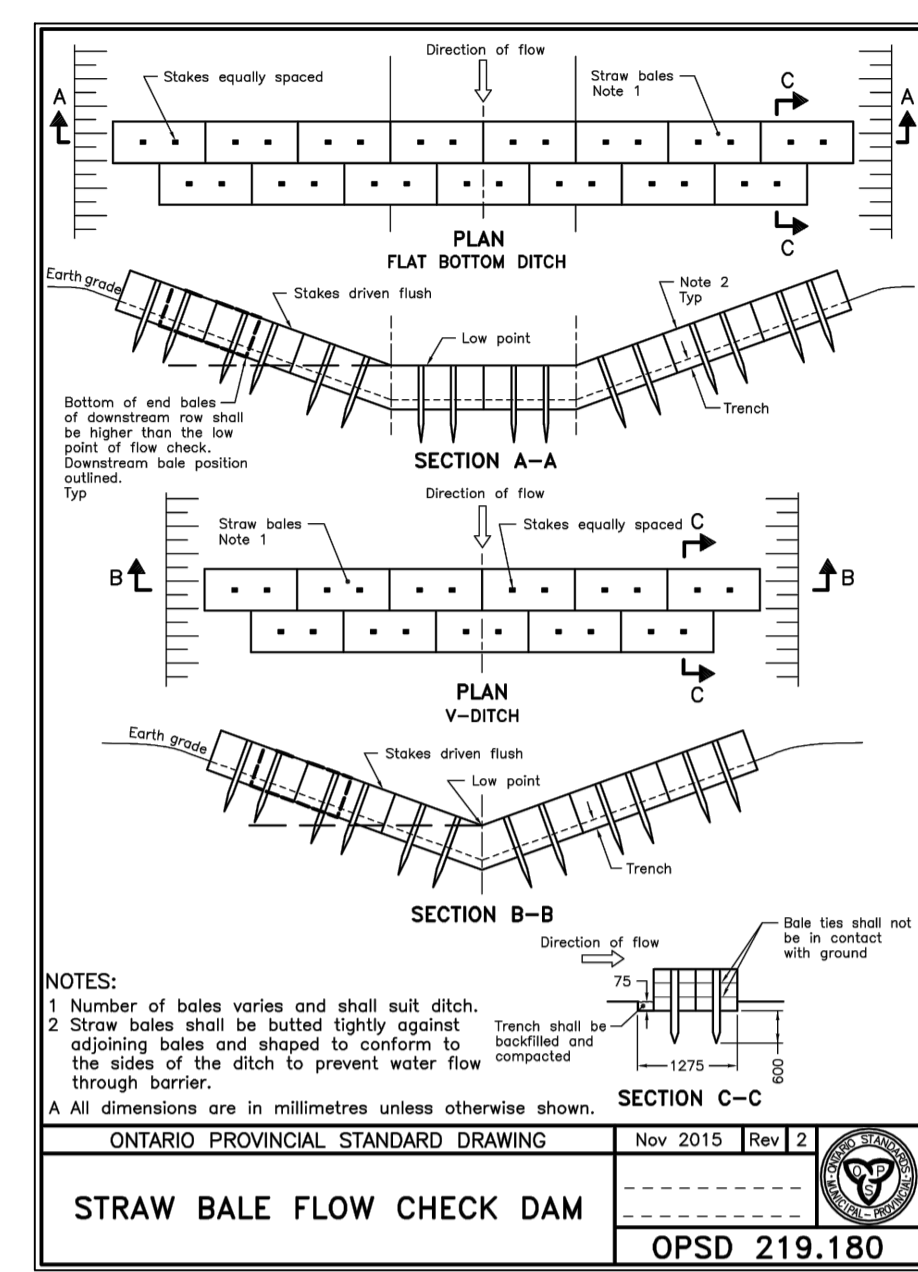 Direction of flow
Stakes equally spaced
Straw bales
Note 1
C
A
A
C
PLAN
FLAT BOTTOM DITCH
Earth grade
Stakes driven flush
Note 2
Typ
Low point
Trench
Bottom of end bales
of downstream row shall
be higher than the low
point of flow check.
Downstream bale position
outlined.
Typ
SECTION A-A
Direction of flow
Straw bales
Note 1
Stakes equally spaced
C
B
B
C
PLAN
V-DITCH
Earth grade
Stakes driven flush
Low point
Trench
SECTION B-B
Direction of flow
Bale ties shall not
be in contact
with ground
75
Trench shall be
backfilled and
compacted
1275
600
SECTION C-C
NOTES:
1 Number of bales varies and shall suit ditch.
2 Straw bales shall be butted tightly against
adjoining bales and shaped to conform to
the sides of the ditch to prevent water flow
through barrier.
A All dimensions are in millimetres unless otherwise shown.
ONTARIO PROVINCIAL STANDARD DRAWING
Nov 2015
Rev
2
STRAW BALE FLOW CHECK DAM
ONTARIO STANDARDS
MUNICIPAL - PROVINCIAL
O P S
OPSD 219.180